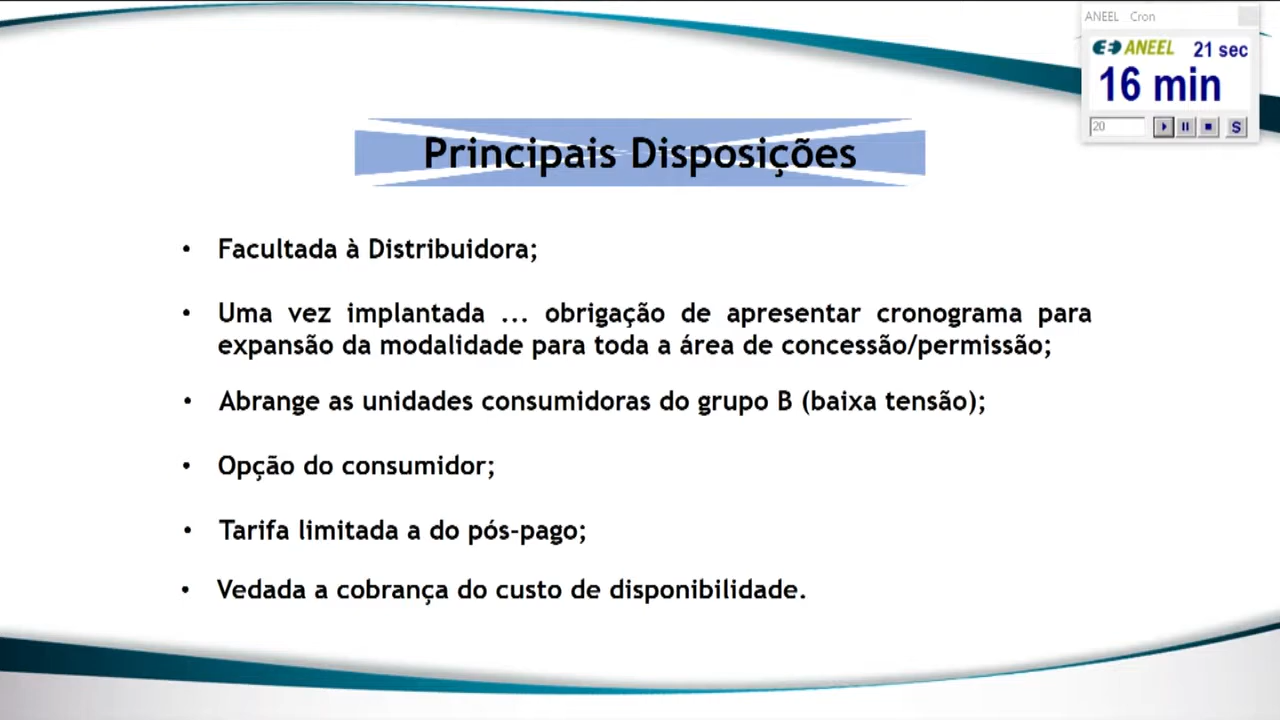 ANEEL Cron
ANEEL 21 sec
16 min
20
S
Principais Disposições
• Facultada à Distribuidora;
• Uma vez implantada ... obrigação de apresentar cronograma para
expansão da modalidade para toda a área de concessão/permissão;
• Abrange as unidades consumidoras do grupo B (baixa tensão);
• Opção do consumidor;
• Tarifa limitada a do pós-pago;
• Vedada a cobrança do custo de disponibilidade.